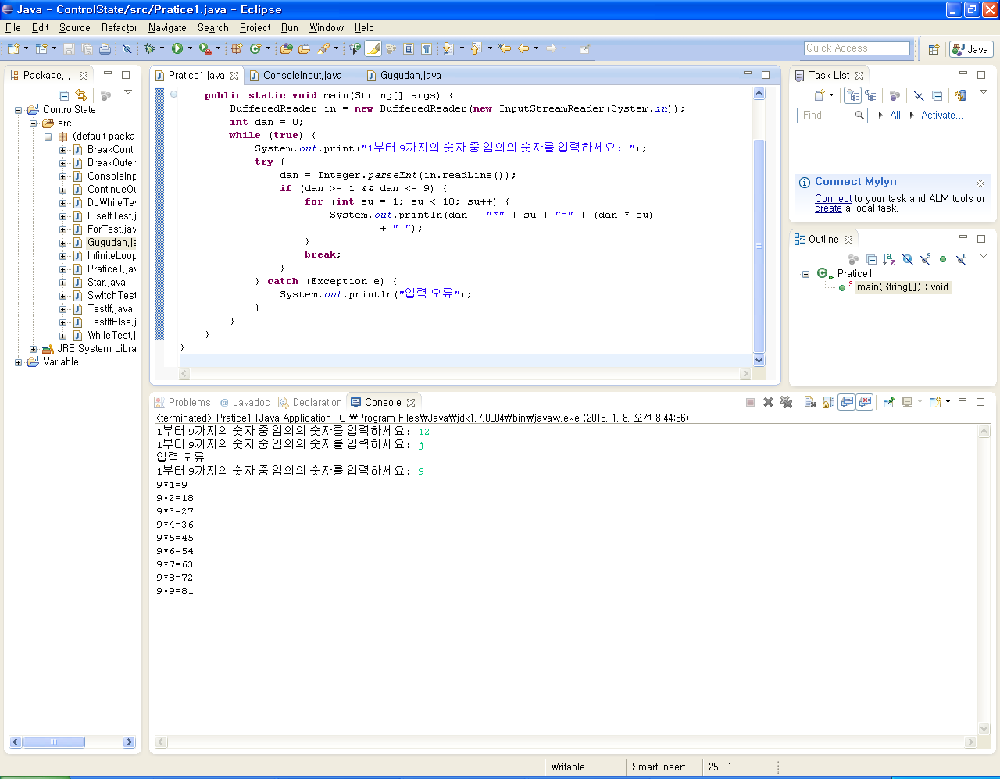 Java - ControlState/src/Pratice1.java - Eclipse
File Edit Source Refactor Navigate Search Project Run Window Help
Quick Access
Java
Package...
ControlState
src
(default packa
BreakConti
BreakOuter
ConsoleInp
ContinueOu
DoWhileTes
ElseIfTest.j
ForTest.jav
Gugudan.ja
InfiniteLoop
Pratice1.jav
Star.java
SwitchTest
TestIf.java
TestIfElse.j
WhileTest.j
JRE System Libra
Variable
Pratice1.java ConsoleInput.java Gugudan.java
public static void main(String[] args) {
BufferedReader in = new BufferedReader(new InputStreamReader(System.in));
int dan = 0;
while (true) {
System.out.print("1부터 9까지의 숫자 중 임의의 숫자를 입력하세요: ");
try {
dan = Integer.parseInt(in.readLine());
if (dan >= 1 && dan <= 9) {
for (int su = 1; su < 10; su++) {
System.out.println(dan + "*" + su + "=" + (dan * su)
+ " ");
}
break;
}
} catch (Exception e) {
System.out.println("입력 오류");
}
}
}
}
Task List
Find All Activate...
Connect Mylyn
Connect to your task and ALM tools or
create a local task.
Outline
Pratice1
main(String[]) : void
Problems @ Javadoc Declaration Console
<terminated> Pratice1 [Java Application] C:₩Program Files₩Java₩jdk1.7.0_04₩bin₩javaw.exe (2013. 1. 8. 오전 8:44:36)
1부터 9까지의 숫자 중 임의의 숫자를 입력하세요: 12
1부터 9까지의 숫자 중 임의의 숫자를 입력하세요: j
입력 오류
1부터 9까지의 숫자 중 임의의 숫자를 입력하세요: 9
9*1=9
9*2=18
9*3=27
9*4=36
9*5=45
9*6=54
9*7=63
9*8=72
9*9=81
Writable Smart Insert 25 : 1